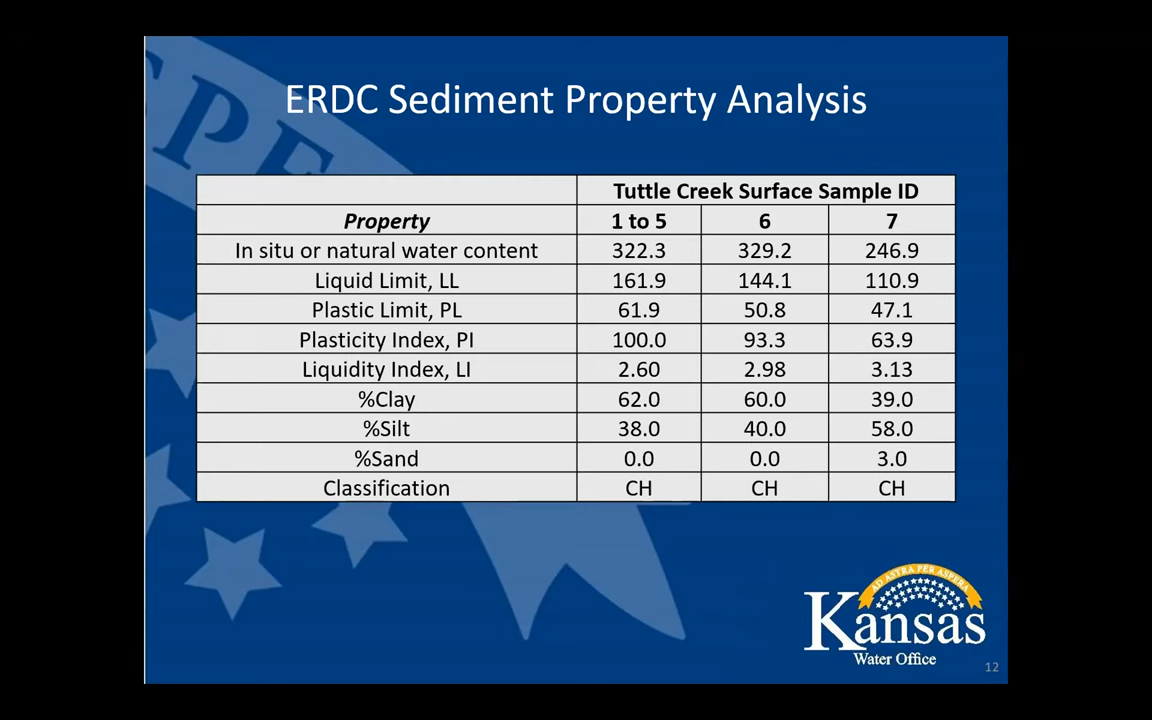 SPE
ERDC Sediment Property Analysis
Tuttle Creek Surface Sample ID
Property 1 to 5 6 7
In situ or natural water content 322.3 329.2 246.9
Liquid Limit, LL 161.9 144.1 110.9
Plastic Limit, PL 61.9 50.8 47.1
Plasticity Index, PI 100.0 93.3 63.9
Liquidity Index, LI 2.60 2.98 3.13
%Clay 62.0 60.0 39.0
%Silt 38.0 40.0 58.0
%Sand 0.0 0.0 3.0
Classification CH CH CH
AD ASTRA PER ASPERA
Kansas
Water Office
12